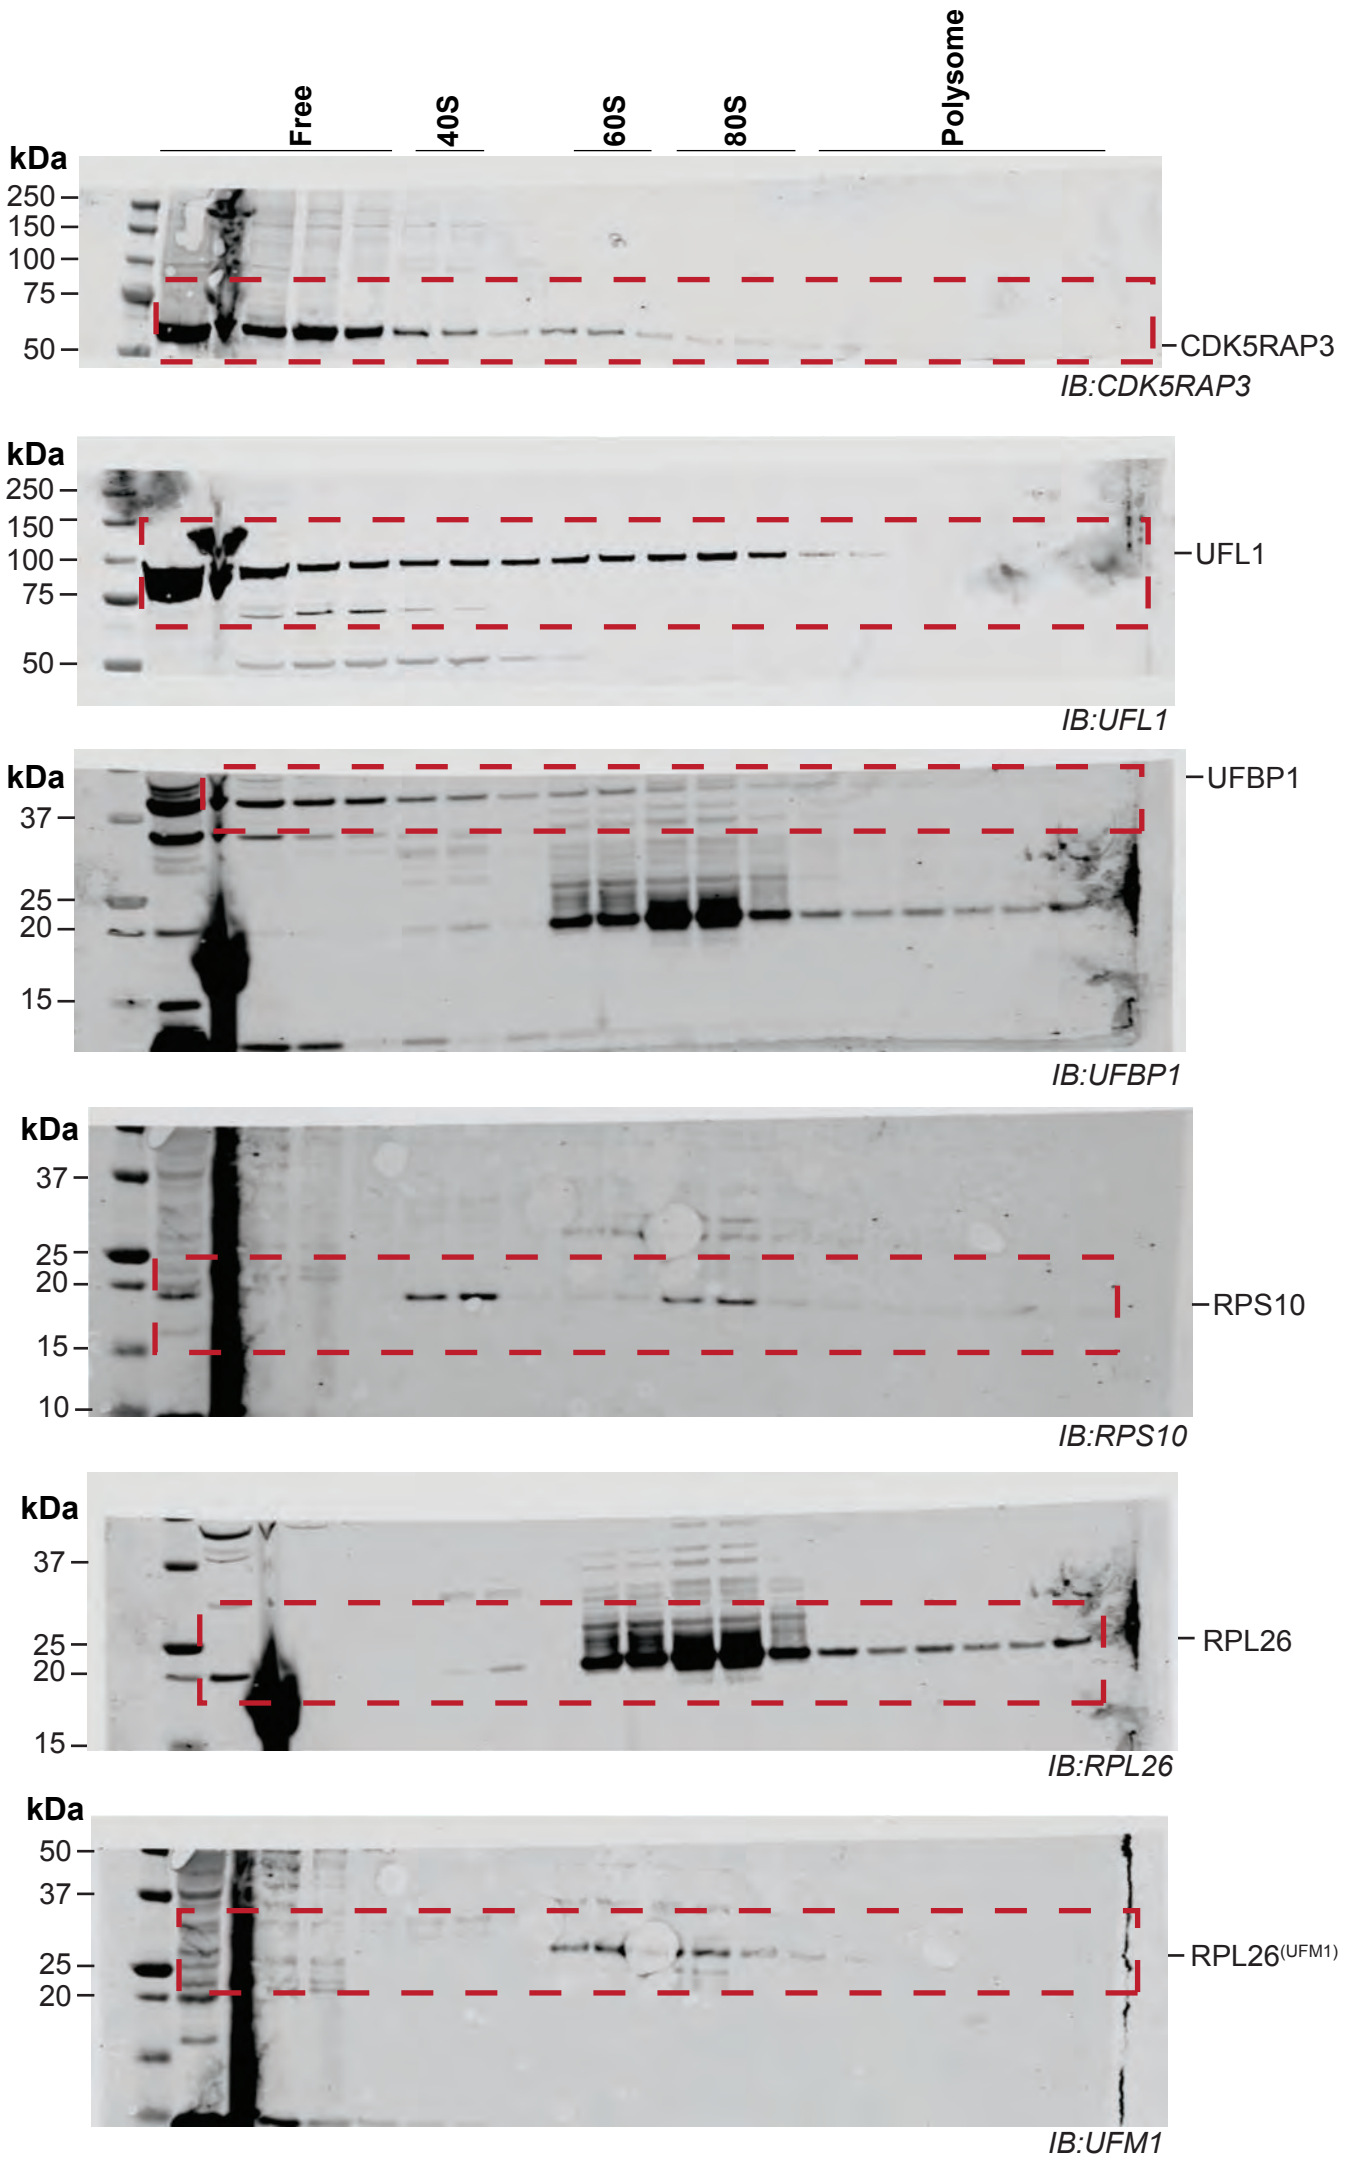 Free
40S
60S
80S
Polysome
kDa
250
150
100
75
50
CDK5RAP3
IB:CDK5RAP3
kDa
250
150
100
75
50
UFL1
IB:UFL1
kDa
37
25
20
15
UFBP1
IB:UFBP1
kDa
37
25
20
15
10
RPS10
IB:RPS10
kDa
37
25
20
15
RPL26
IB:RPL26
kDa
50
37
25
20
RPL26(UFM1)
IB:UFM1